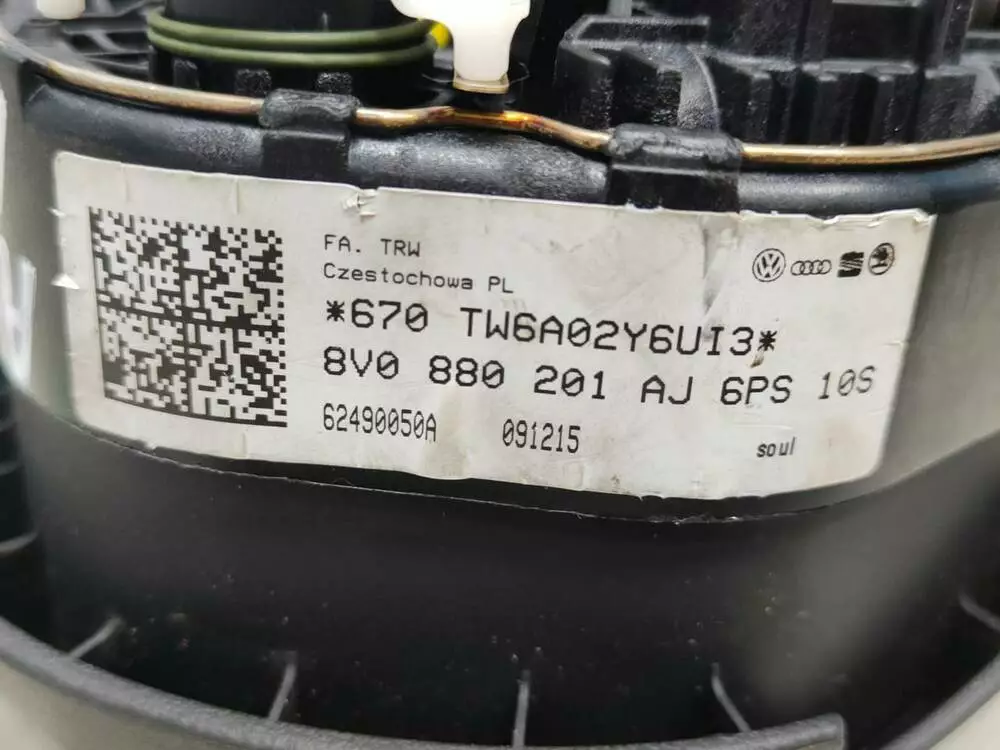 FA. TRW
Czestochowa PL
*670 TW6A02Y6UI3*
8V0 880 201 AJ 6PS 10S
62490050A 091215
soul